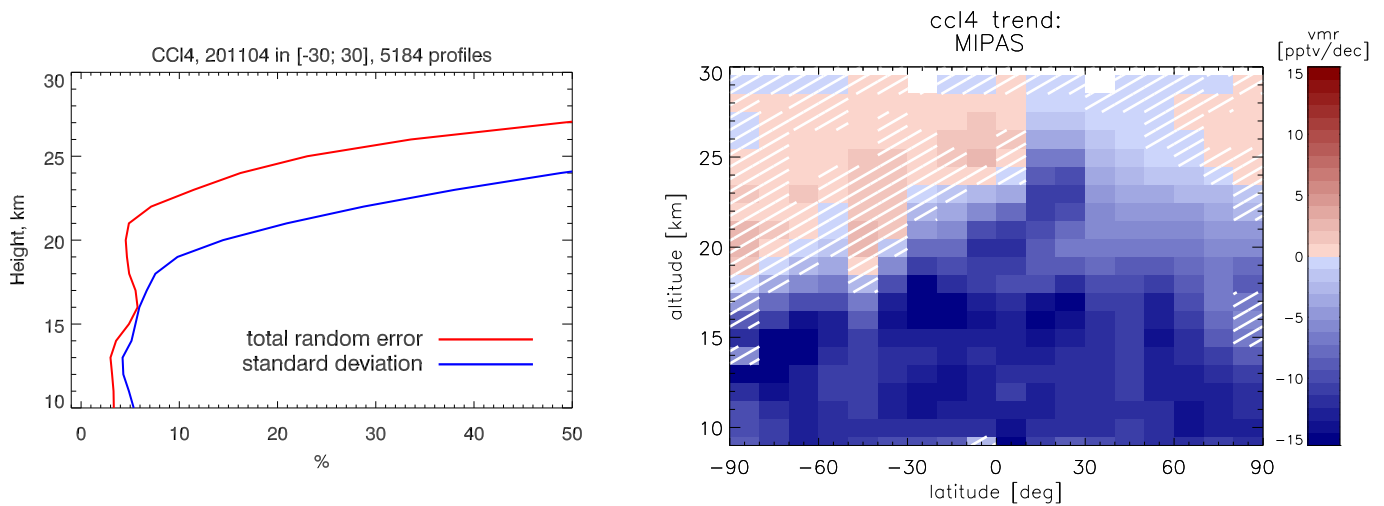 CCl4, 201104 in [-30; 30], 5184 profiles
30
25
20
15
10
Height, km
total random error
standard deviation
0 10 20 30 40 50
%
ccl4 trend:
MIPAS
30
25
20
15
10
altitude [km]
-90 -60 -30 0 30 60 90
latitude [deg]
vmr
[pptv/dec]
15
10
5
0
-5
-10
-15